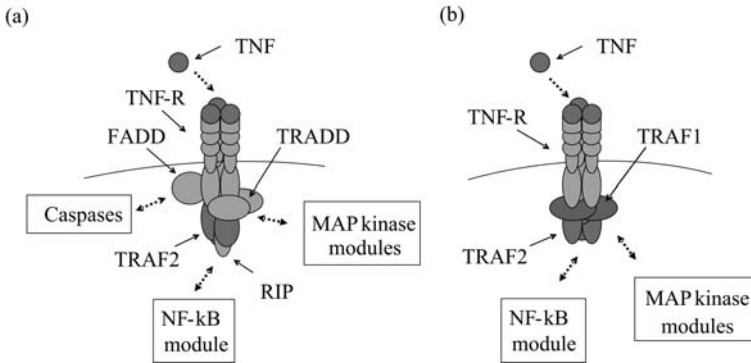 (a)
TNF
TNF-R
FADD
TRADD
Caspases
MAP kinase
modules
TRAF2
RIP
NF-kB
module
(b)
TNF
TNF-R
TRAF1
TRAF2
NF-kB
module
MAP kinase
modules